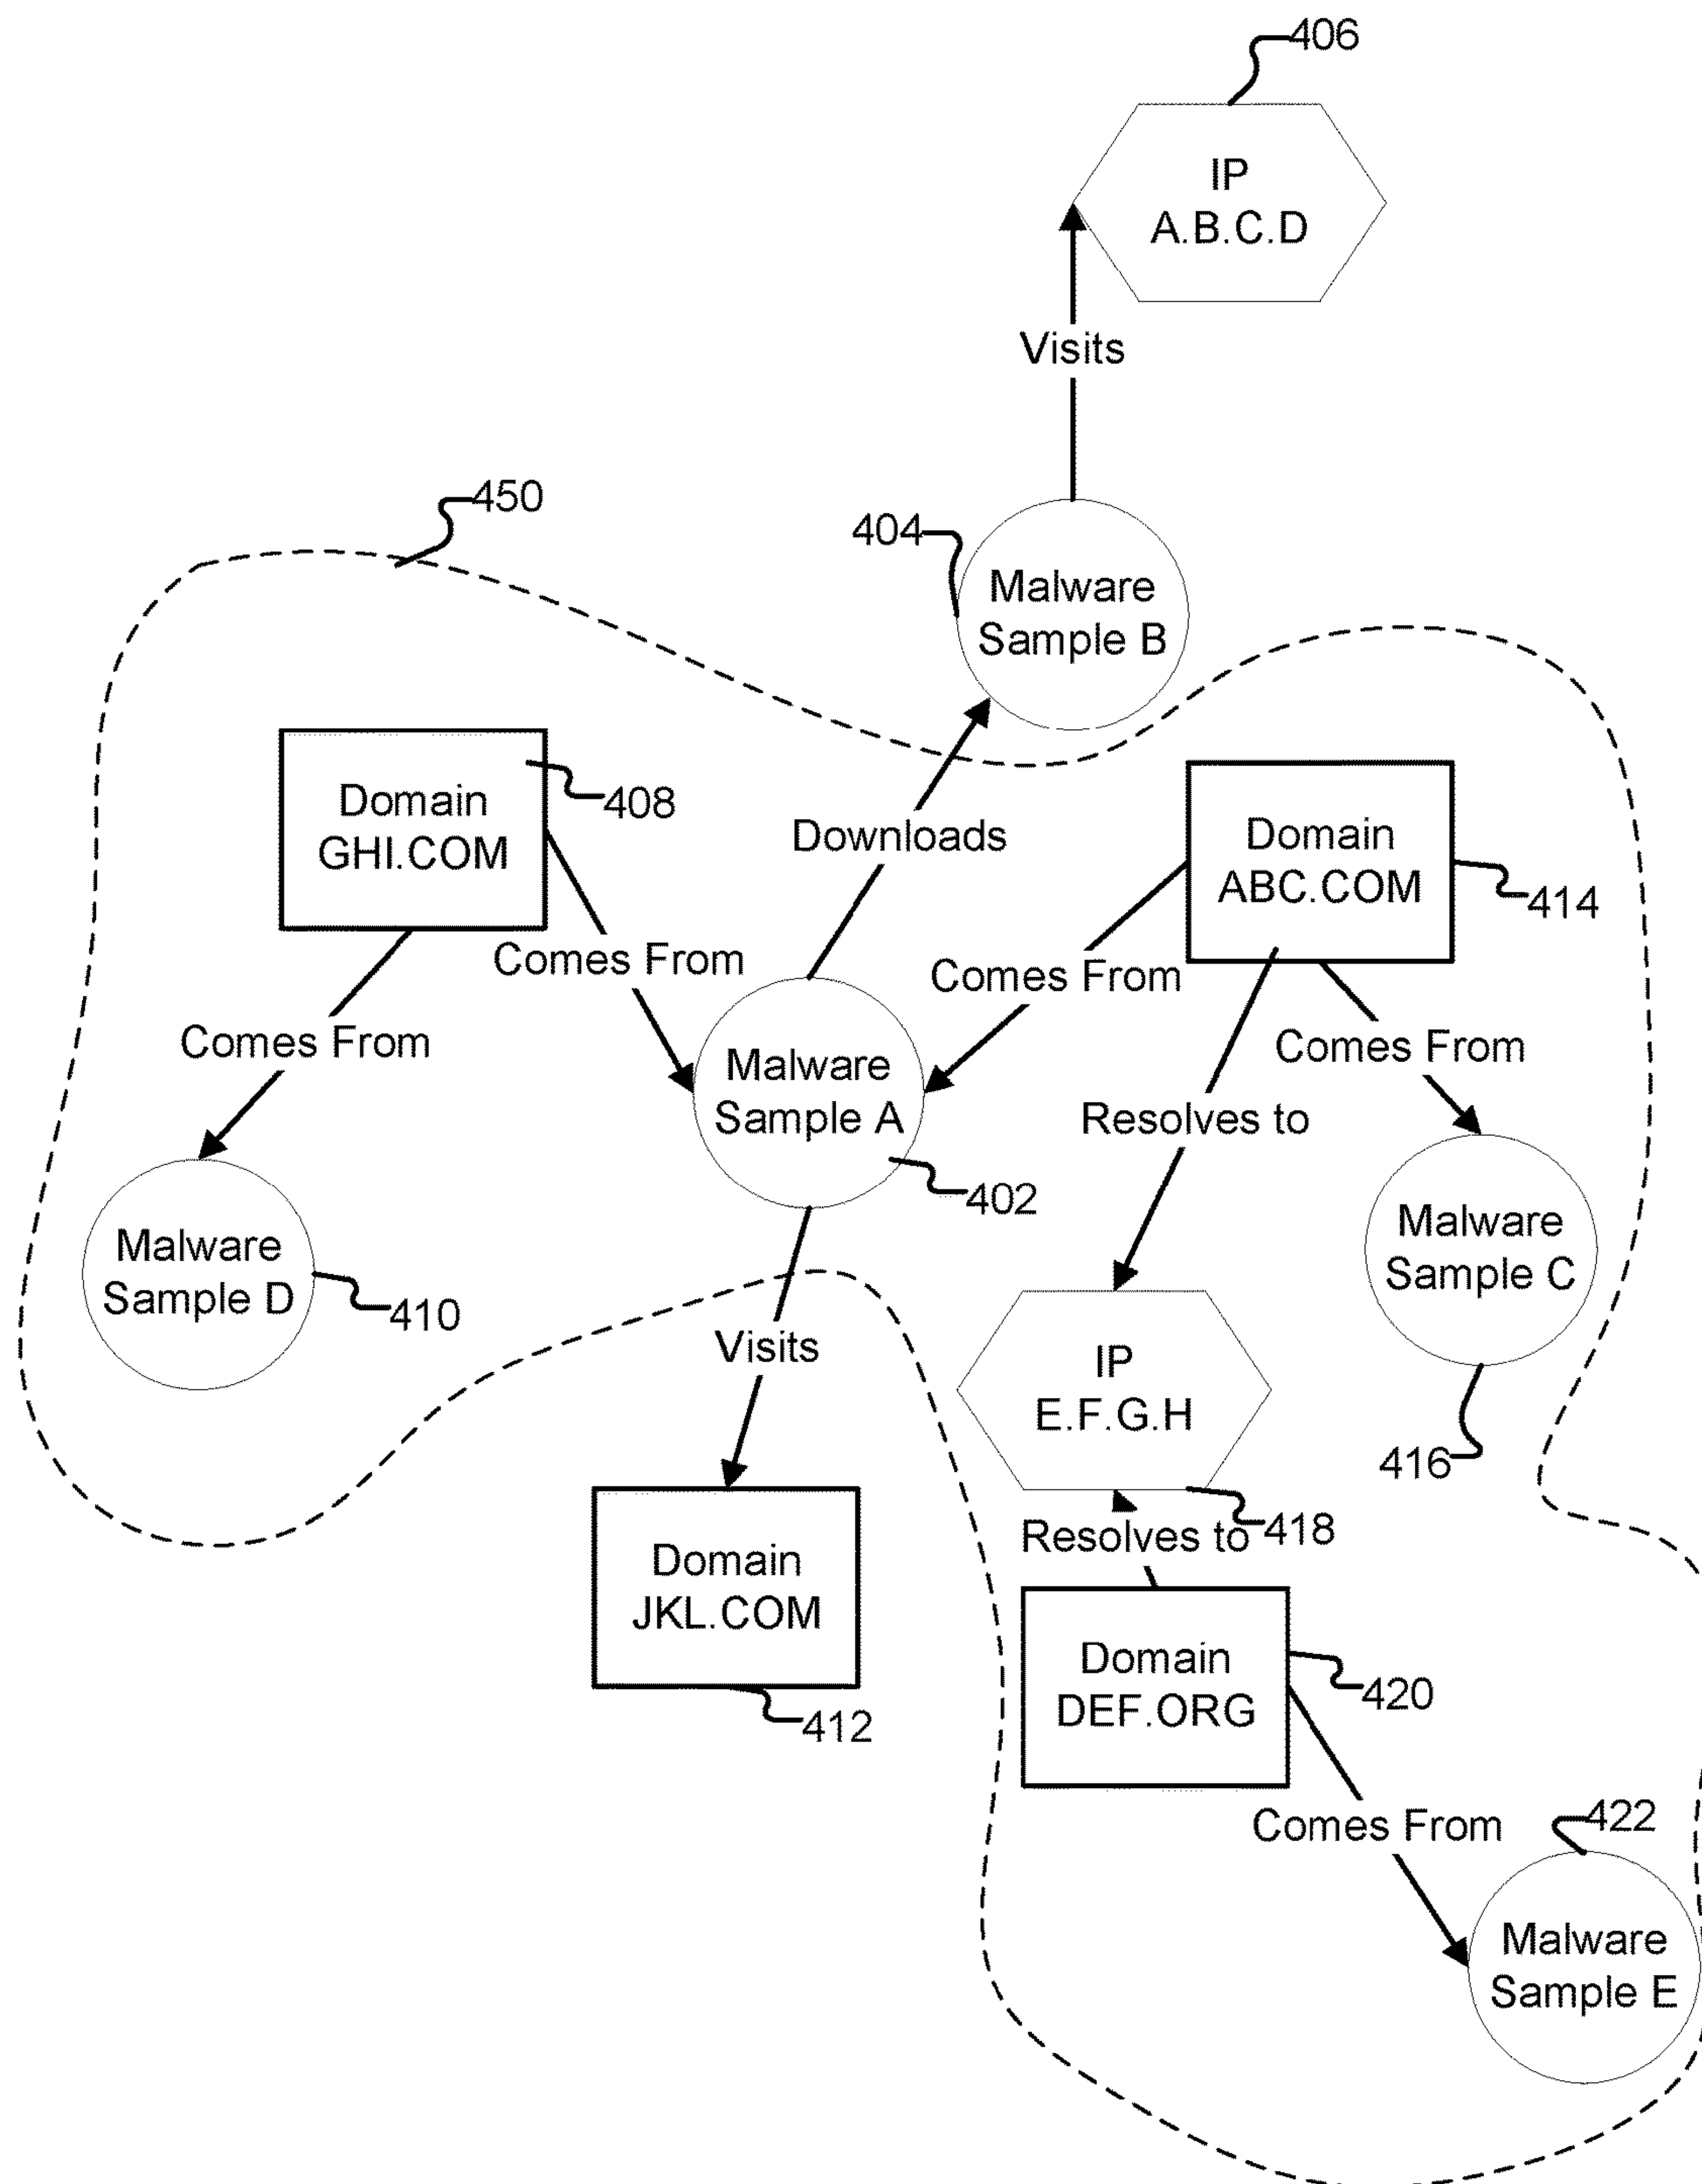 406
IP
A.B.C.D
Visits
450
404
Malware
Sample B
Domain
GHI.COM
408
Downloads
Domain
ABC.COM
414
Comes From
Comes From
Comes From
Comes From
Malware
Sample A
402
Resolves to
Malware
Sample C
Malware
Sample D
410
Visits
IP
E.F.G.H
416
418
Resolves to
Domain
JKL.COM
412
Domain
DEF.ORG
420
Comes From
422
Malware
Sample E